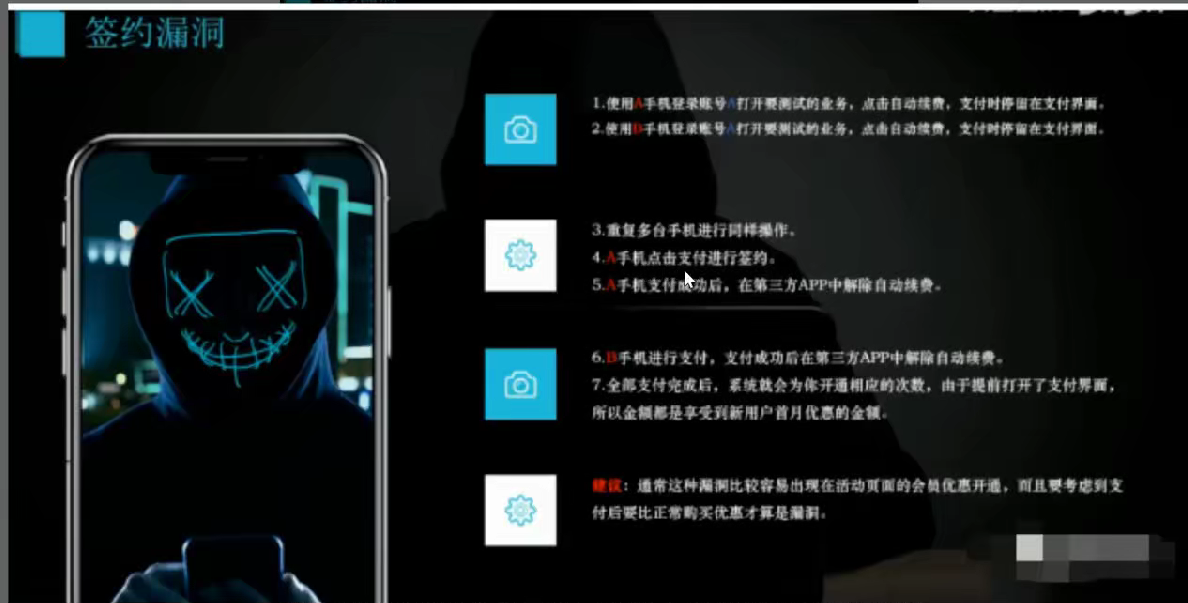 签约漏洞
1.使用A手机登录账号A打开要测试的业务，点击自动续费，支付时停留在支付界面。
2.使用B手机登录账号A打开要测试的业务，点击自动续费，支付时停留在支付界面。
3.重复多台手机进行同样操作。
4.A手机点击支付进行签约。
5.A手机支付成功后，在第三方APP中解除自动续费。
6.B手机进行支付，支付成功后在第三方APP中解除自动续费。
7.全部支付完成后，系统就会为你开通相应的次数，由于提前打开了支付界面，
所以金额都是享受到新用户首月优惠的金额。
建议：通常这种漏洞比较容易出现在活动页面的会员优惠开通，而且要考虑到支
付后要比正常购买优惠才算是漏洞。